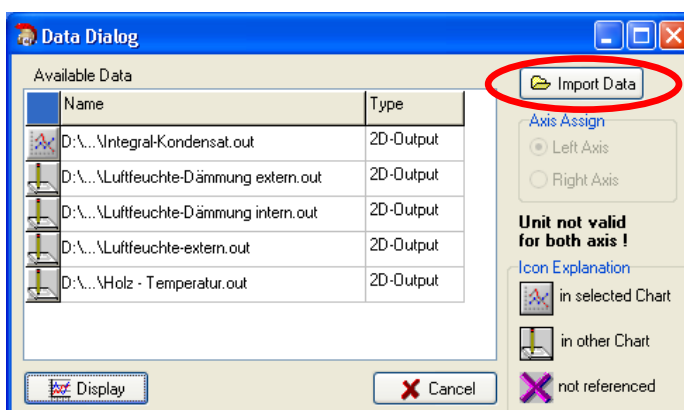 Data Dialog
Available Data
Name Type
D:\...\Integral-Kondensat.out 2D-Output
D:\...\Luftfeuchte-Dämmung extern.out 2D-Output
D:\...\Luftfeuchte-Dämmung intern.out 2D-Output
D:\...\Luftfeuchte-extern.out 2D-Output
D:\...\Holz - Temperatur.out 2D-Output
Display
Cancel
Import Data
Axis Assign
Left Axis
Right Axis
Unit not valid
for both axis !
Icon Explanation
in selected Chart
in other Chart
not referenced